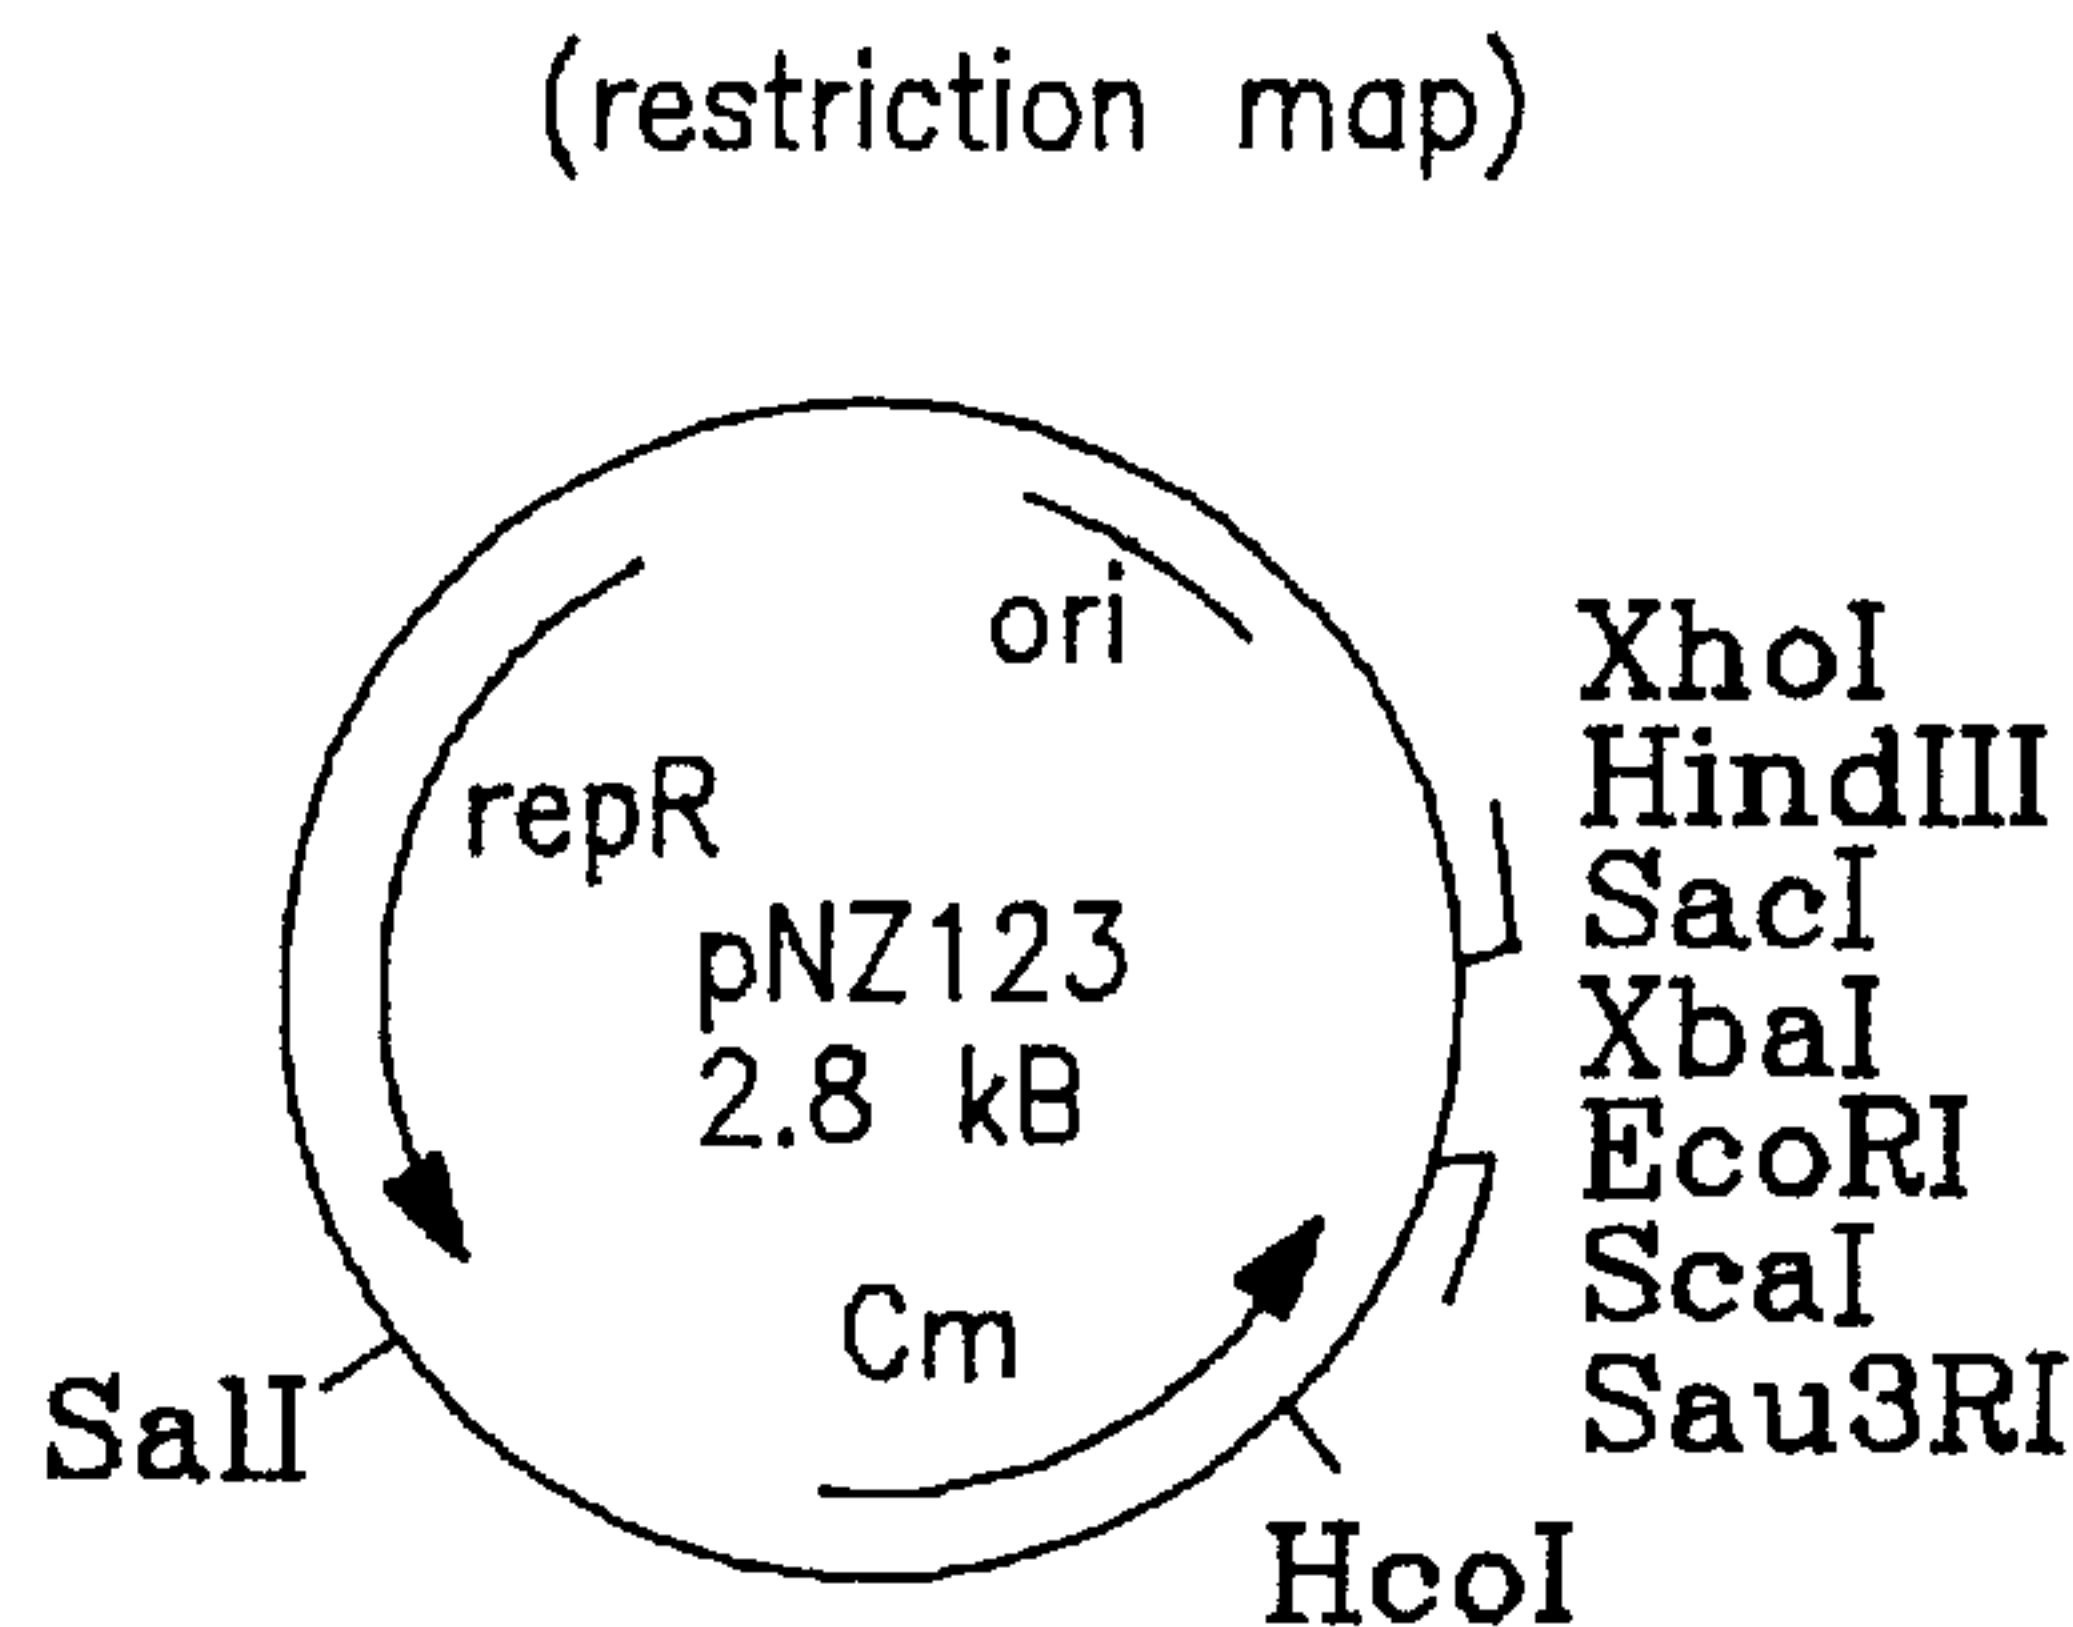 (restriction map)
ori
XhoI
HindIII
SacI
XbaI
EcoRI
ScaI
Sau3RI
repR
pNZ123
2.8 kB
Cm
SalI
HcoI